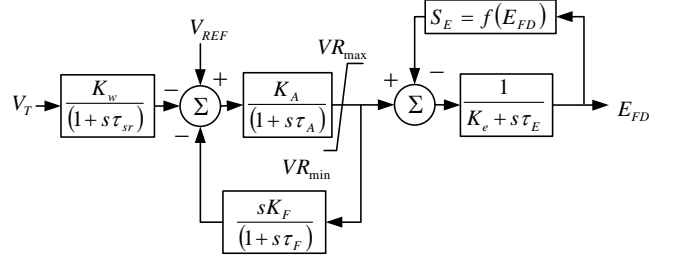 S_E = f(E_FD)
V_REF
VR_max
V_T
K_w
(1+sτ_sr)
−
+
Σ
−
K_A
(1+sτ_A)
+
−
Σ
1
K_e + sτ_E
E_FD
VR_min
sK_F
(1+sτ_F)